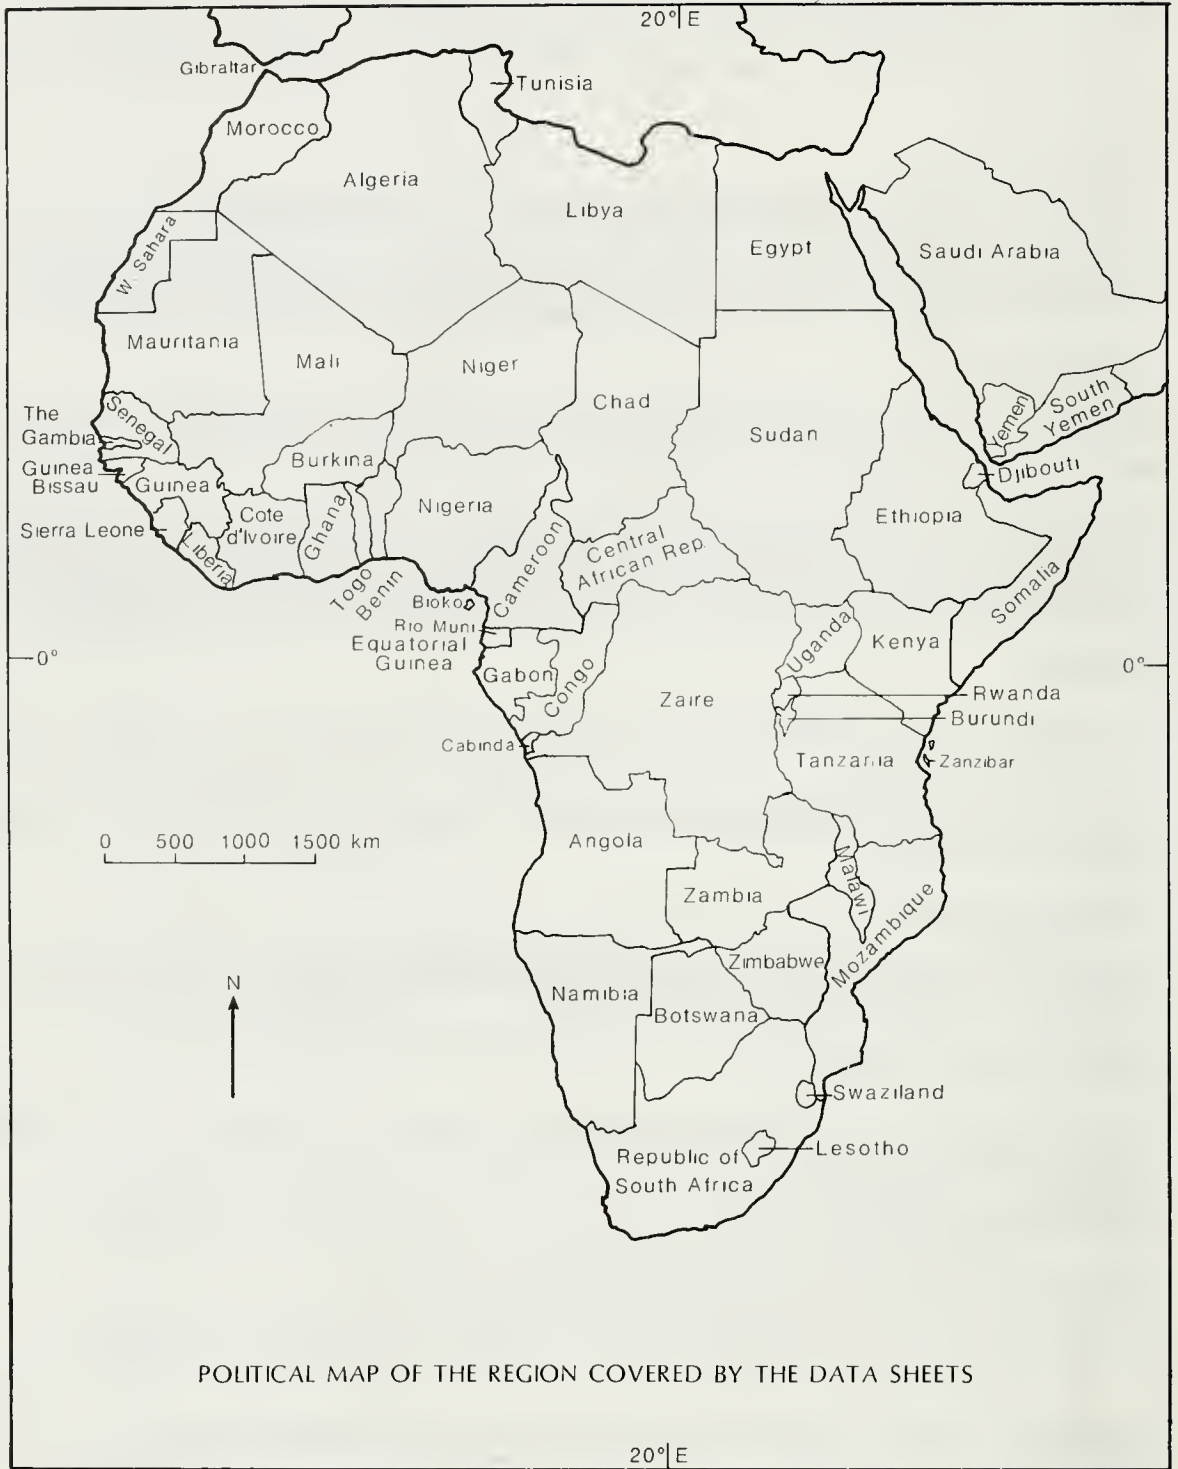 20° E
Gibraltar
Tunisia
Morocco
Algeria
Libya
Egypt
Saudi Arabia
W. Sahara
Mauritania
Mali
Niger
Chad
Sudan
Yemen
South
Yemen
The
Gambia
Senegal
Guinea
Bissau
Guinea
Burkina
Nigeria
Djibouti
Ethiopia
Sierra Leone
Liberia
Cote
d'Ivoire
Ghana
Togo
Benin
Cameroon
Central
African Rep.
Somalia
Bioko
Rio Muni
Equatorial
Guinea
Uganda
Kenya
0°
0°
Gabon
Congo
Zaire
Rwanda
Burundi
Cabinda
Tanzania
Zanzibar
0 500 1000 1500 km
Angola
Malawi
Zambia
Mozambique
N
Zimbabwe
Namibia
Botswana
Swaziland
Lesotho
Republic of
South Africa
POLITICAL MAP OF THE REGION COVERED BY THE DATA SHEETS
20° E